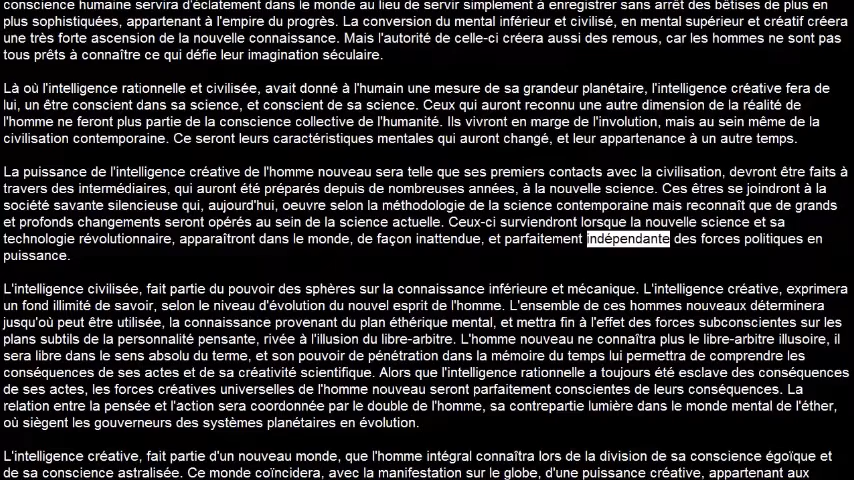 conscience humaine servira d'éclatement dans le monde au lieu de servir simplement à enregistrer sans arrêt des bêtises de plus en
plus sophistiquées, appartenant à l'empire du progrès. La conversion du mental inférieur et civilisé, en mental supérieur et créatif créera
une très forte ascension de la nouvelle connaissance. Mais l'autorité de celle-ci créera aussi des remous, car les hommes ne sont pas
tous prêts à connaître ce qui défie leur imagination séculaire.
Là où l'intelligence rationnelle et civilisée, avait donné à l'humain une mesure de sa grandeur planétaire, l'intelligence créative fera de
lui, un être conscient dans sa science, et conscient de sa science. Ceux qui auront reconnu une autre dimension de la réalité de
l'homme ne feront plus partie de la conscience collective de l'humanité. Ils vivront en marge de l'involution, mais au sein même de la
civilisation contemporaine. Ce seront leurs caractéristiques mentales qui auront changé, et leur appartenance à un autre temps.
La puissance de l'intelligence créative de l'homme nouveau sera telle que ses premiers contacts avec la civilisation, devront être faits à
travers des intermédiaires, qui auront été préparés depuis de nombreuses années, à la nouvelle science. Ces êtres se joindront à la
société savante silencieuse qui, aujourd'hui, oeuvre selon la méthodologie de la science contemporaine mais reconnaît que de grands
et profonds changements seront opérés au sein de la science actuelle. Ceux-ci surviendront lorsque la nouvelle science et sa
technologie révolutionnaire, apparaîtront dans le monde, de façon inattendue, et parfaitement indépendante des forces politiques en
puissance.
L'intelligence civilisée, fait partie du pouvoir des sphères sur la connaissance inférieure et mécanique. L'intelligence créative, exprimera
un fond illimité de savoir, selon le niveau d'évolution du nouvel esprit de l'homme. L'ensemble de ces hommes nouveaux déterminera
jusqu'où peut être utilisée, la connaissance provenant du plan éthérique mental, et mettra fin à l'effet des forces subconscientes sur les
plans subtils de la personnalité pensante, rivée à l'illusion du libre-arbitre. L'homme nouveau ne connaîtra plus le libre-arbitre illusoire, il
sera libre dans le sens absolu du terme, et son pouvoir de pénétration dans la mémoire du temps lui permettra de comprendre les
conséquences de ses actes et de sa créativité scientifique. Alors que l'intelligence rationnelle a toujours été esclave des conséquences
de ses actes, les forces créatives universelles de l'homme nouveau seront parfaitement conscientes de leurs conséquences. La
relation entre la pensée et l'action sera coordonnée par le double de l'homme, sa contrepartie lumière dans le monde mental de l'éther,
où siègent les gouverneurs des systèmes planétaires en évolution.
L'intelligence créative, fait partie d'un nouveau monde, que l'homme intégral connaîtra lors de la division de sa conscience égoïque et
de sa conscience astralisée. Ce monde coïncidera, avec la manifestation sur le globe, d'une puissance créative, appartenant aux